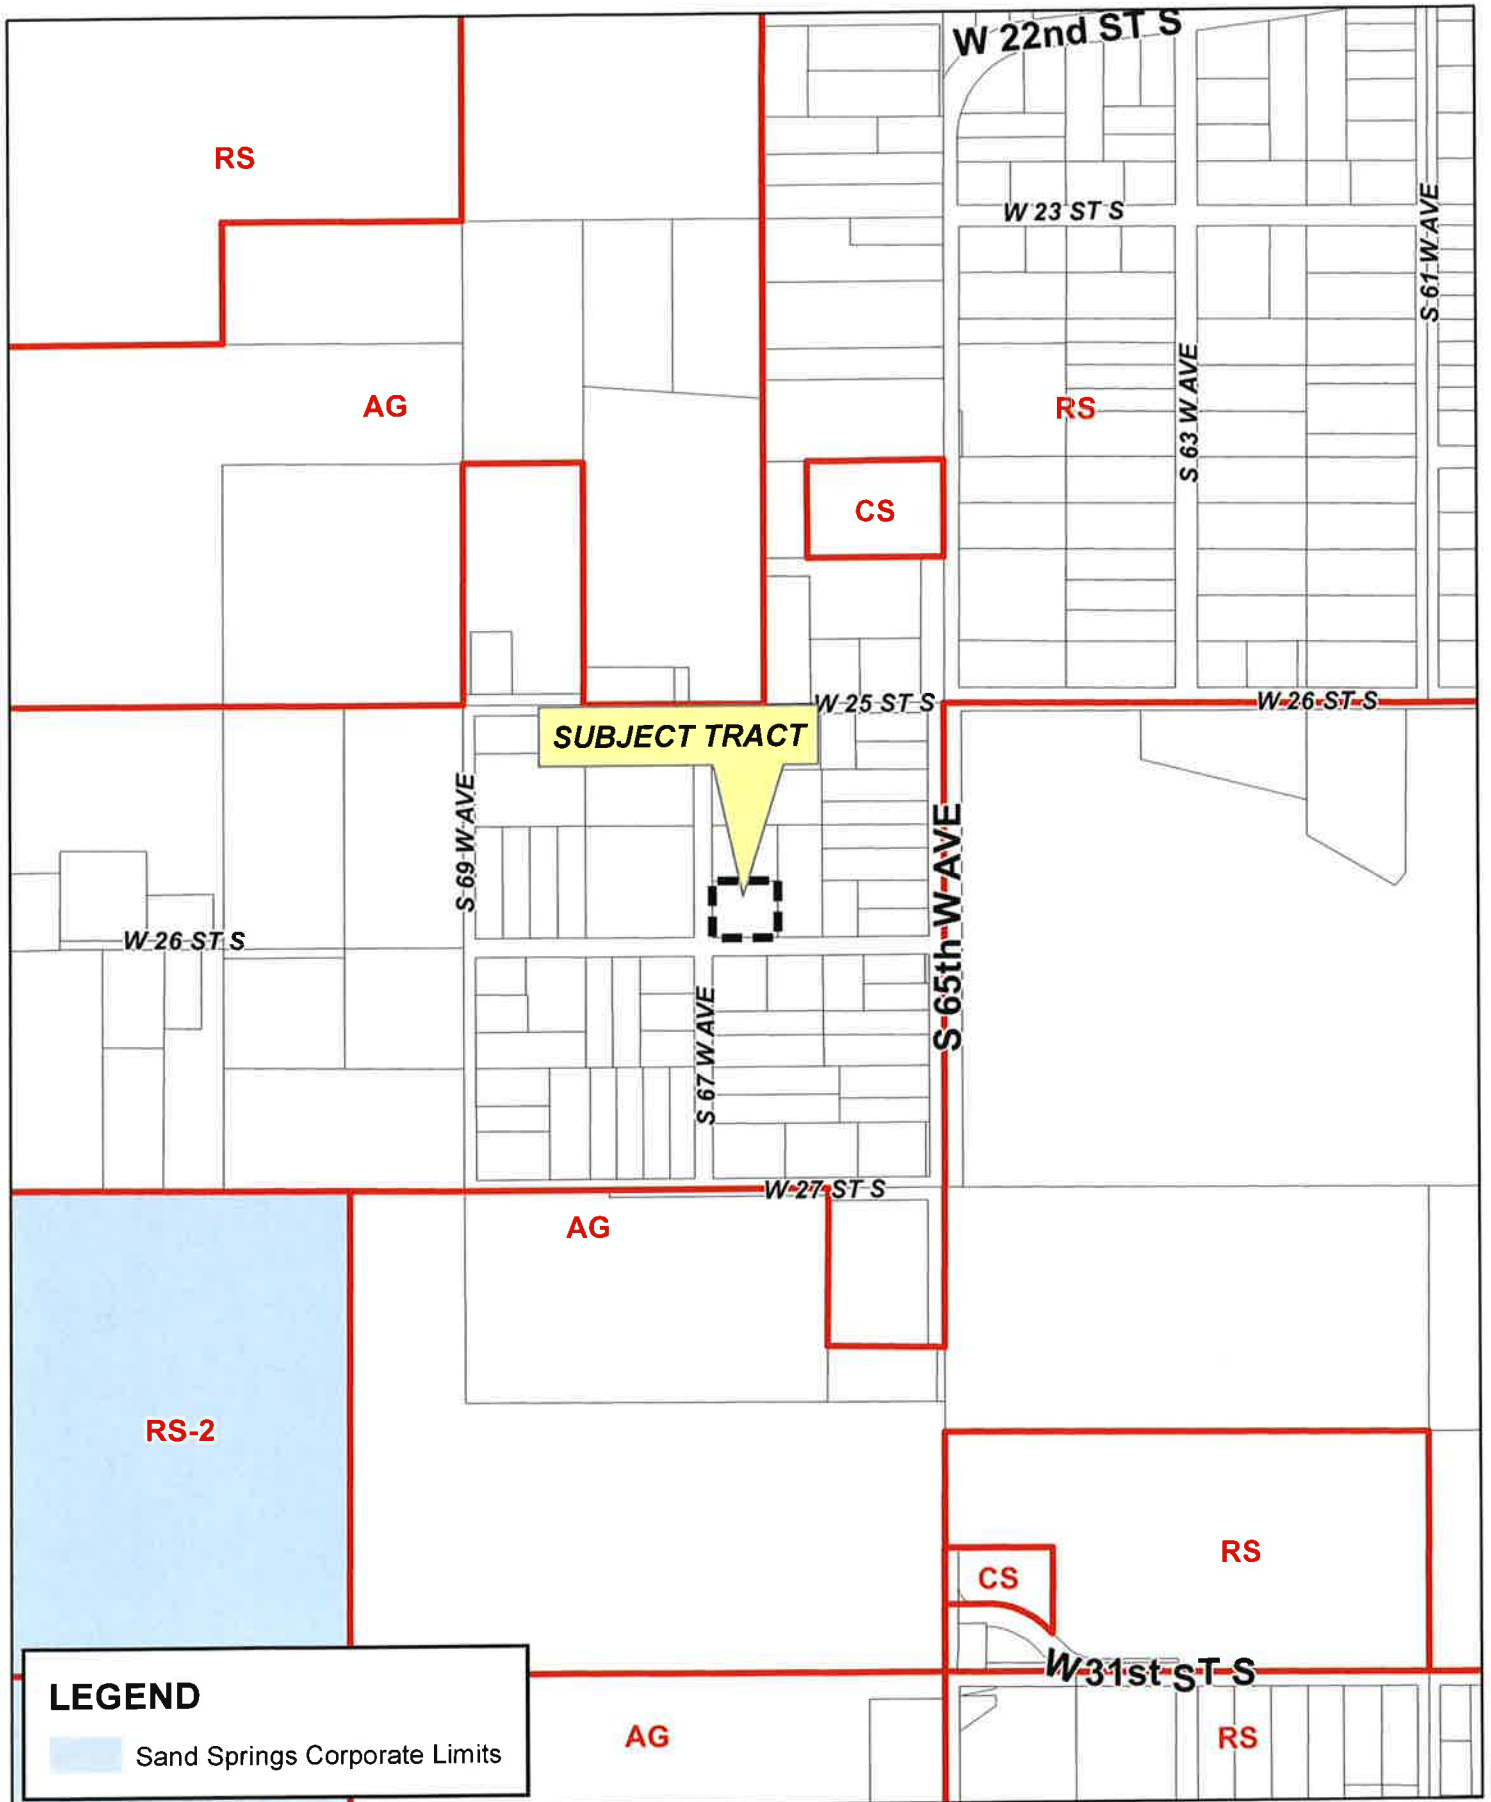 W 22nd ST S
RS
W 23 ST S
S 61 W AVE
AG
RS
S 63 W AVE
CS
W 25 ST S
W 26 ST S
SUBJECT TRACT
S 69 W AVE
S 65th W AVE
W 26 ST S
S 67 W AVE
W 27 ST S
AG
RS-2
RS
CS
W 31st ST S
LEGEND
Sand Springs Corporate Limits
AG
RS